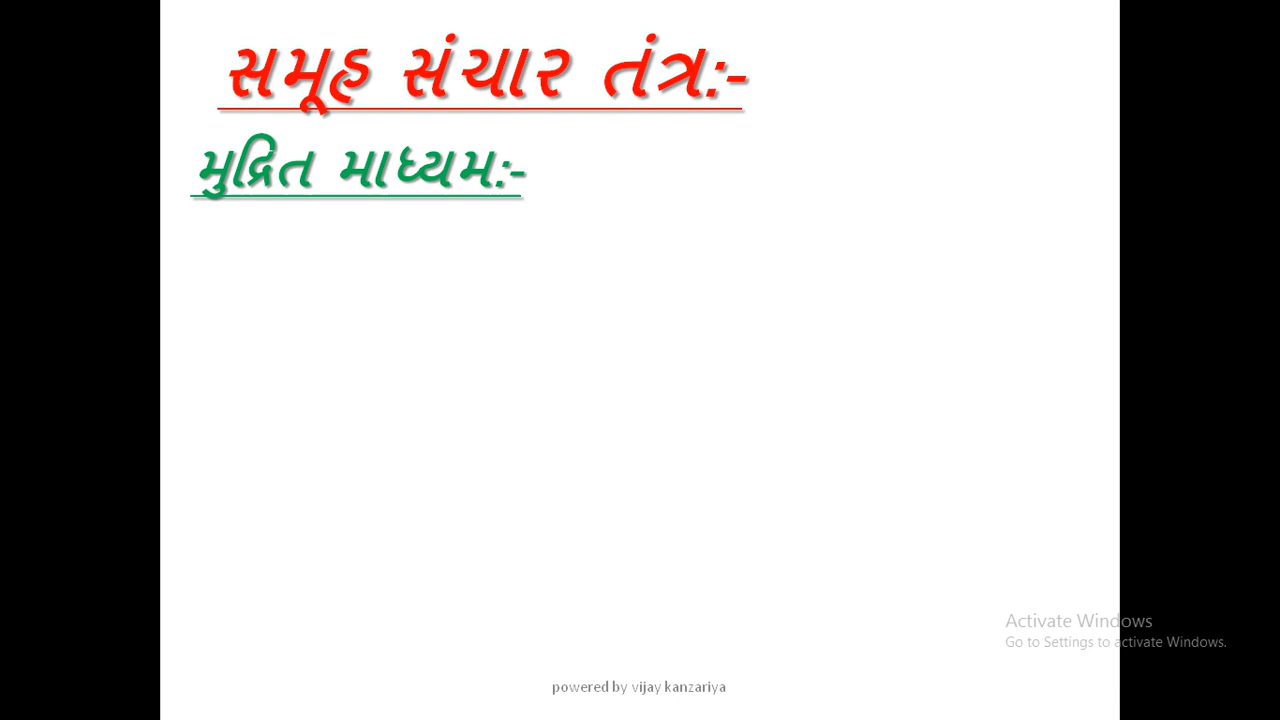 સમૂહ સંચાર તંત્ર:-
મુદ્રિત માધ્યમ:-
Activate Windows
Go to Settings to activate Windows.
powered by vijay kanzariya